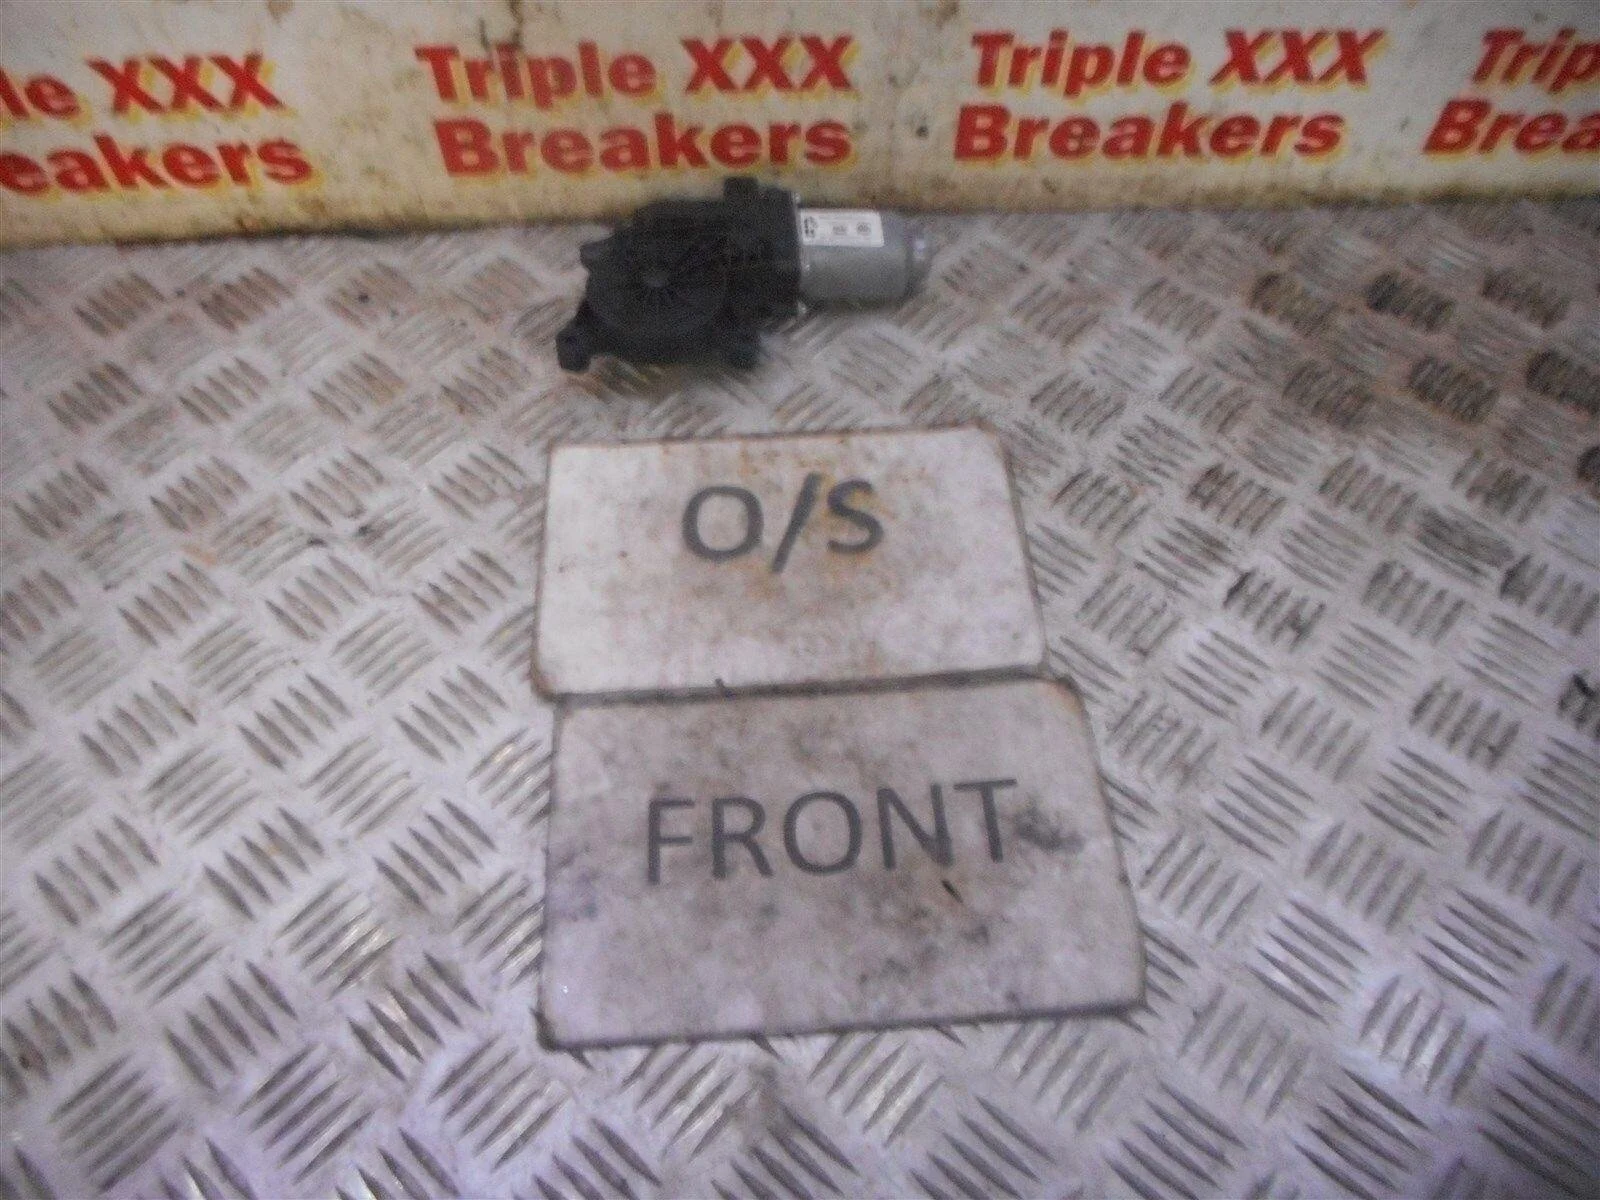 le XXX Triple XXX Triple XXX Trip
eakers Breakers Breakers Brea
O/S
FRONT